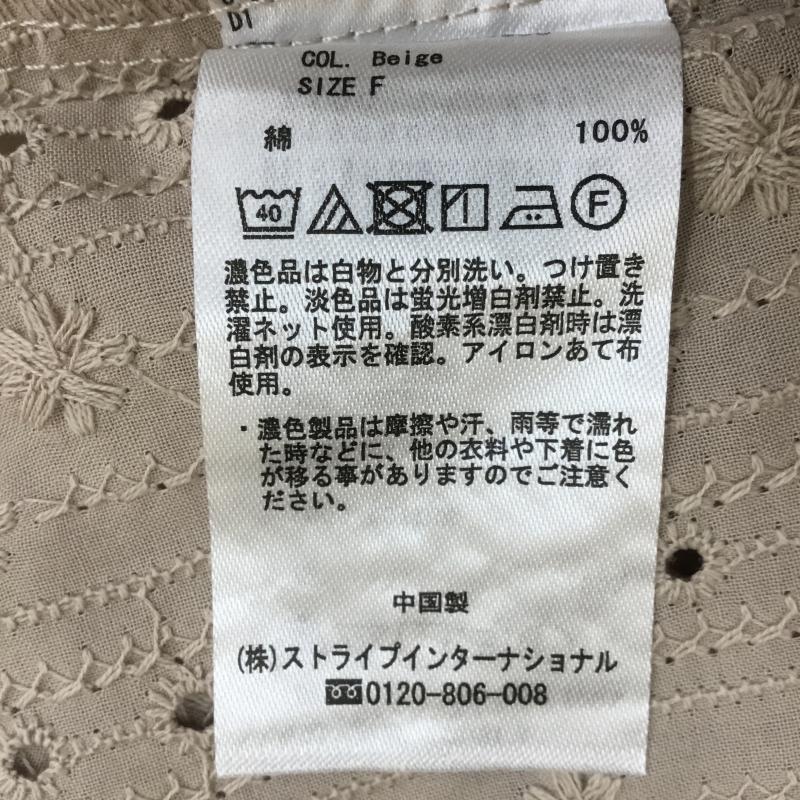 DI
COL. Beige
SIZE F
綿 100%
40 F
濃色品は白物と分別洗い。つけ置き
禁止。淡色品は蛍光増白剤禁止。洗
濯ネット使用。酸素系漂白剤時は漂
白剤の表示を確認。アイロンあて布
使用。
・濃色製品は摩擦や汗、雨等で濡れ
た時などに、他の衣料や下着に色
が移る事がありますのでご注意く
ださい。
中国製
(株)ストライプインターナショナル
0120-806-008